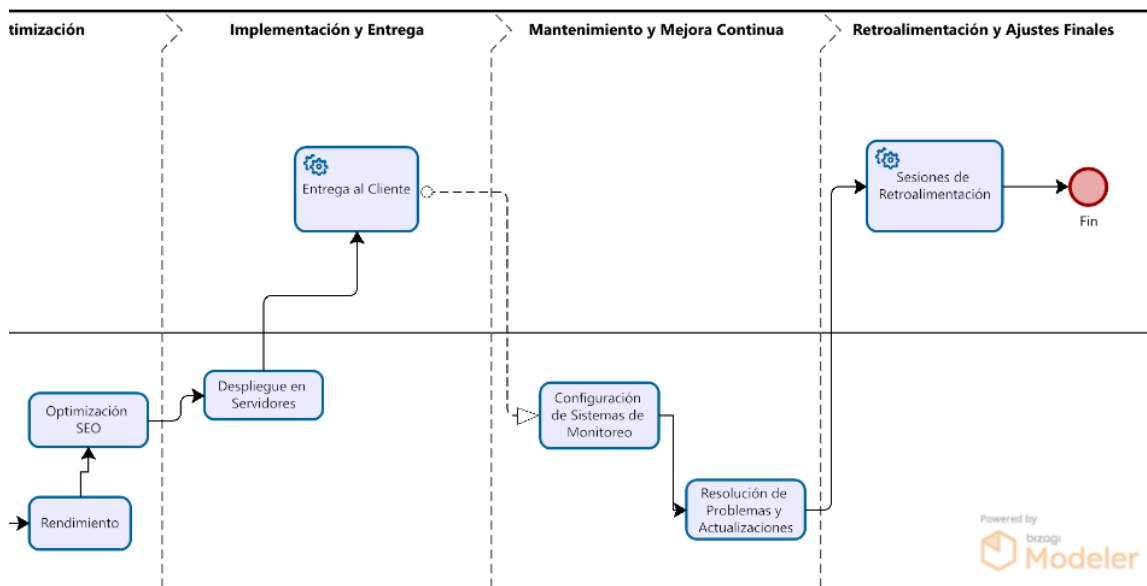 timización
Implementación y Entrega
Mantenimiento y Mejora Continua
Retroalimentación y Ajustes Finales
Entrega al Cliente
Sesiones de
Retroalimentación
Fin
Despliegue en
Servidores
Optimización
SEO
Configuración
de Sistemas de
Monitoreo
Rendimiento
Resolución de
Problemas y
Actualizaciones
Powered by
bizagi
Modeler